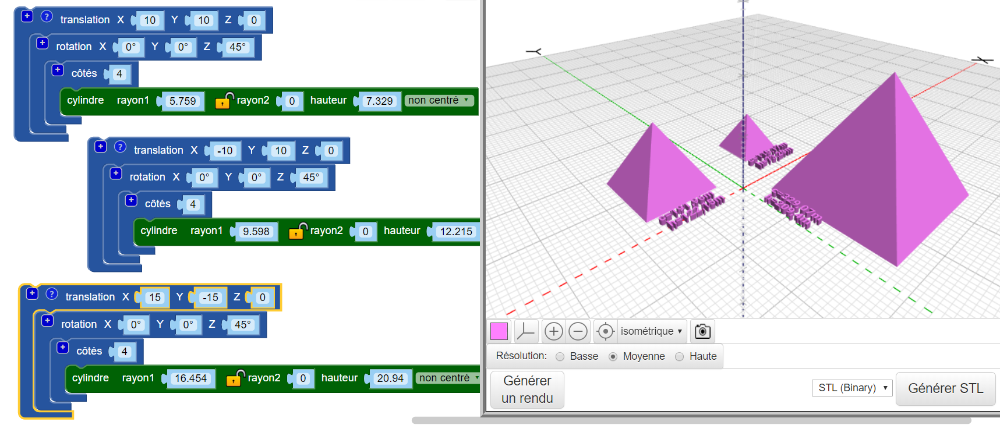 translation X 10 Y 10 Z 0
rotation X 0° Y 0° Z 45°
côtés 4
cylindre rayon1 5.759 rayon2 0 hauteur 7.329 non centré
translation X -10 Y 10 Z 0
rotation X 0° Y 0° Z 45°
côtés 4
cylindre rayon1 9.598 rayon2 0 hauteur 12.215
translation X 15 Y -15 Z 0
rotation X 0° Y 0° Z 45°
côtés 4
cylindre rayon1 16.454 rayon2 0 hauteur 20.94 non centré
Y
X
isométrique
Résolution: Basse Moyenne Haute
Générer
un rendu
STL (Binary)
Générer STL